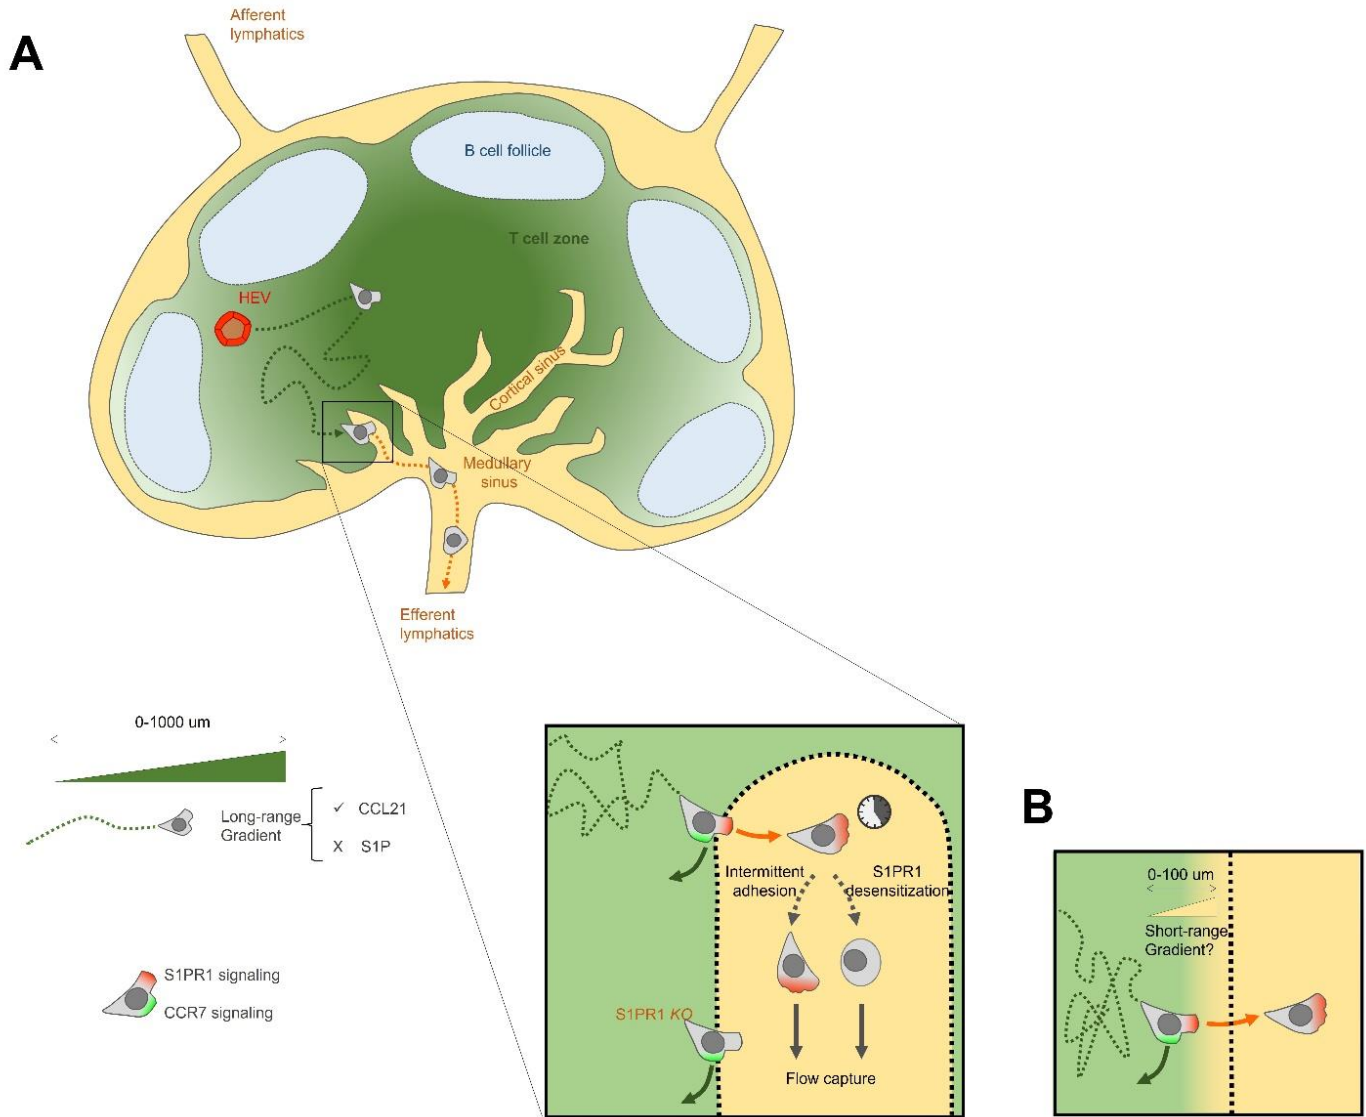 A
Afferent
lymphatics
B cell follicle
T cell zone
HEV
Cortical sinus
Medullary
sinus
Efferent
lymphatics
0-1000 um
< >
Long-range
Gradient
✓ CCL21
X S1P
S1PR1 signaling
CCR7 signaling
Intermittent
adhesion
S1PR1
desensitization
S1PR1 KO
Flow capture
B
0-100 um
< >
Short-range
Gradient?